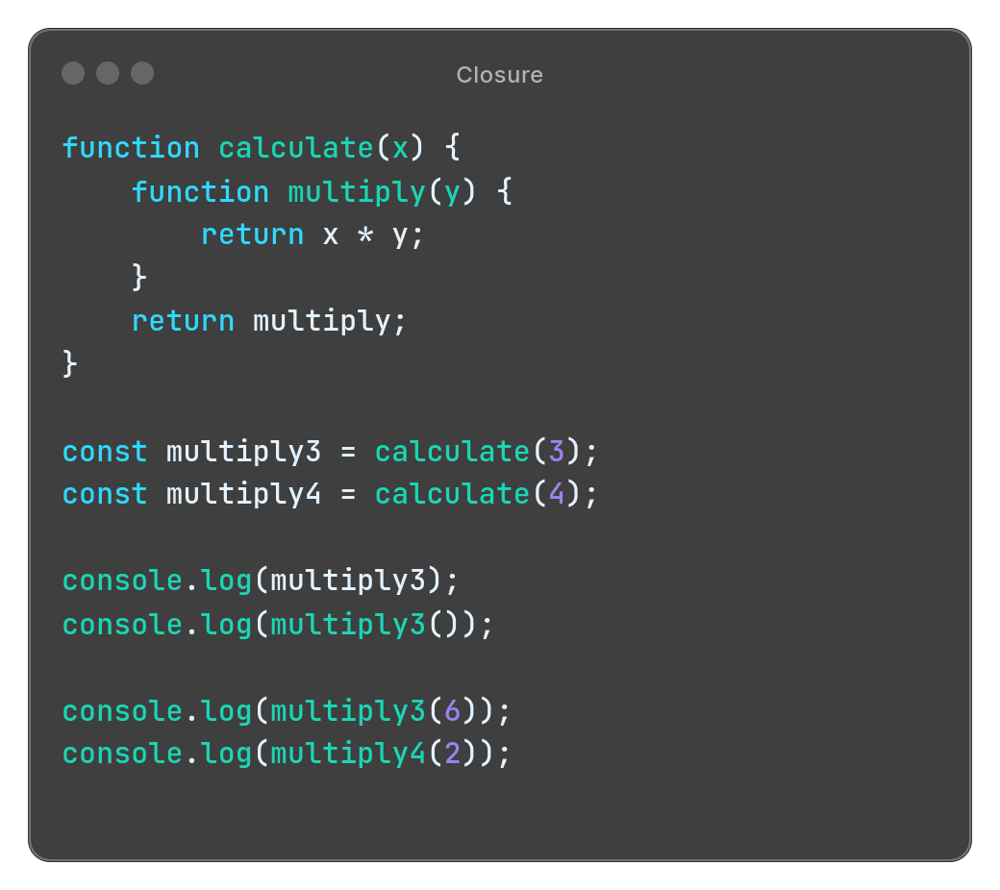 Closure
function calculate(x) {
    function multiply(y) {
        return x * y;
    }
    return multiply;
}
const multiply3 = calculate(3);
const multiply4 = calculate(4);
console.log(multiply3);
console.log(multiply3());
console.log(multiply3(6));
console.log(multiply4(2));